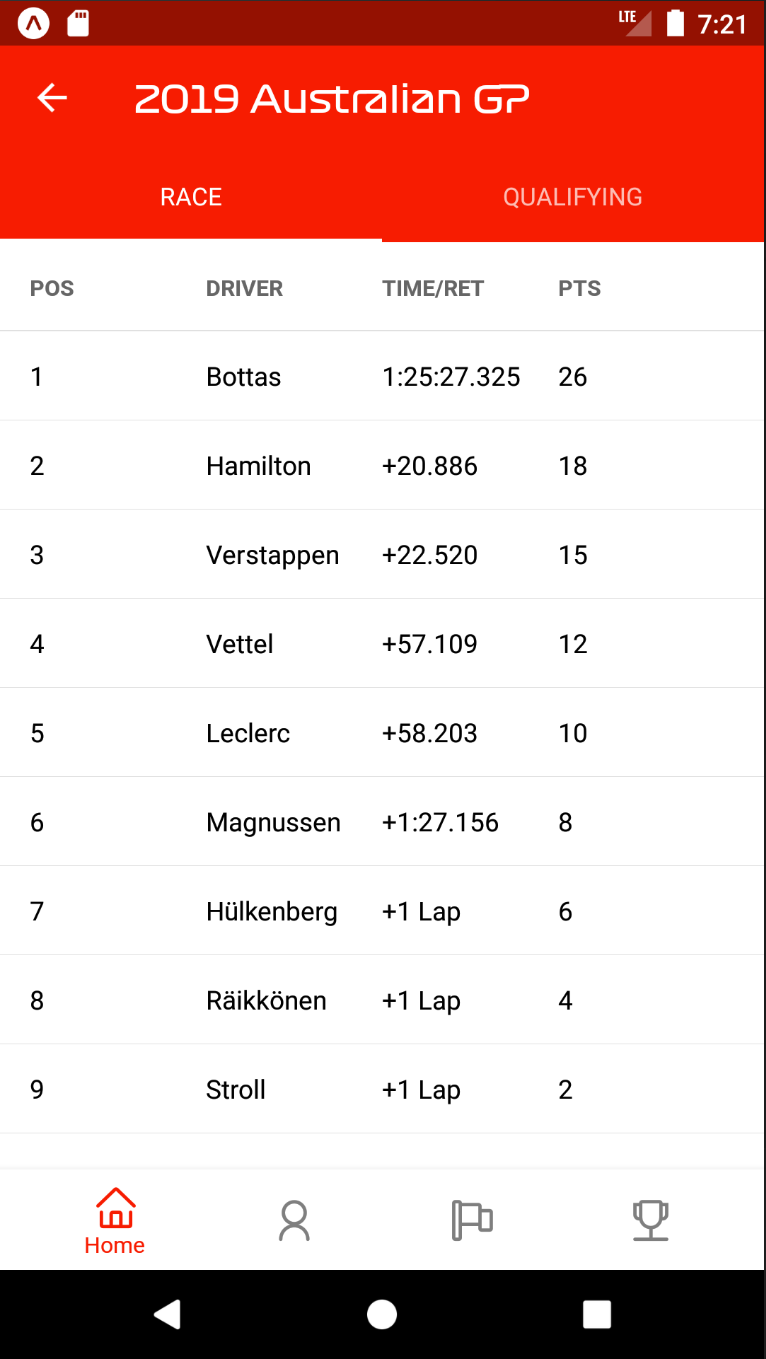 LTE 7:21
2019 Australian GP
RACE QUALIFYING
POS DRIVER TIME/RET PTS
1 Bottas 1:25:27.325 26
2 Hamilton +20.886 18
3 Verstappen +22.520 15
4 Vettel +57.109 12
5 Leclerc +58.203 10
6 Magnussen +1:27.156 8
7 Hülkenberg +1 Lap 6
8 Räikkönen +1 Lap 4
9 Stroll +1 Lap 2
Home